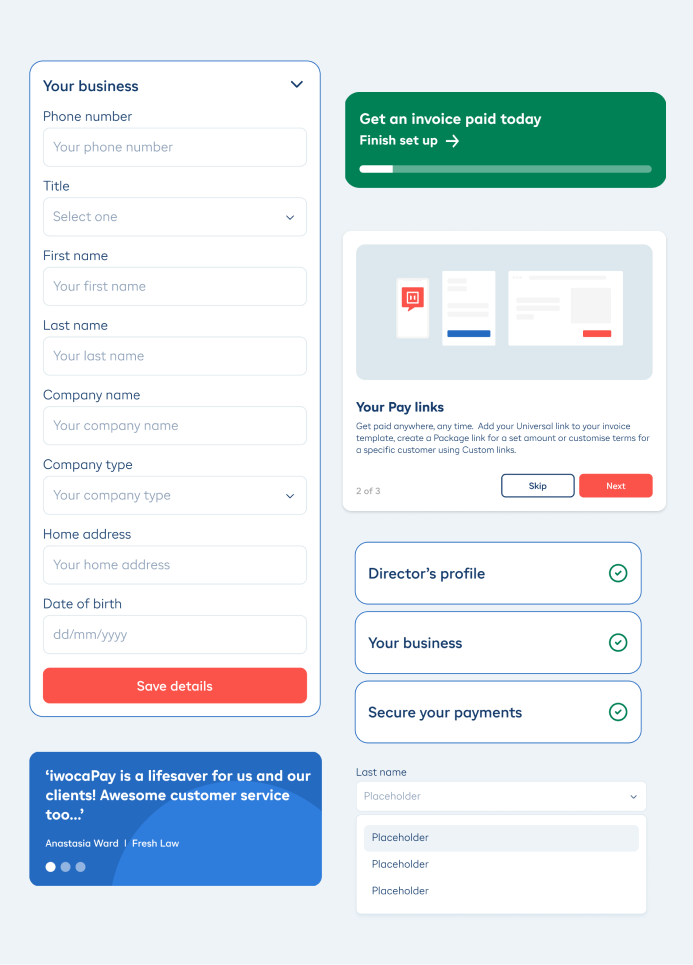 Your business
Phone number
Your phone number
Title
Select one
First name
Your first name
Last name
Your last name
Company name
Your company name
Company type
Your company type
Home address
Your home address
Date of birth
dd/mm/yyyy
Save details
‘iwocaPay is a lifesaver for us and our
clients! Awesome customer service
too...’
Anastasia Ward | Fresh Law
Get an invoice paid today
Finish set up →
Your Pay links
Get paid anywhere, any time. Add your Universal link to your invoice
template, create a Package link for a set amount or customise terms for
a specific customer using Custom links.
2 of 3
Skip
Next
Director’s profile
Your business
Secure your payments
Last name
Placeholder
Placeholder
Placeholder
Placeholder